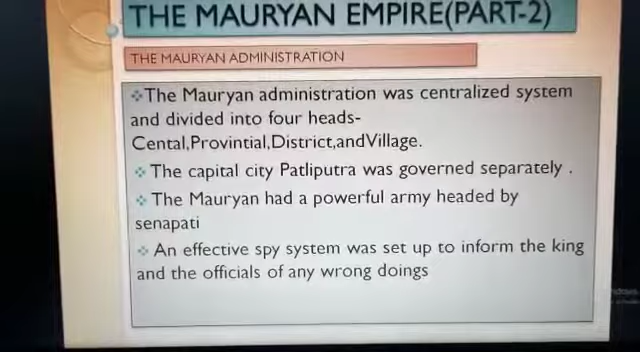 THE MAURYAN EMPIRE(PART-2)
THE MAURYAN ADMINISTRATION
The Mauryan administration was centralized system
and divided into four heads-
Cental,Provintial,District,andVillage.
The capital city Patliputra was governed separately .
The Mauryan had a powerful army headed by
senapati
An effective spy system was set up to inform the king
and the officials of any wrong doings